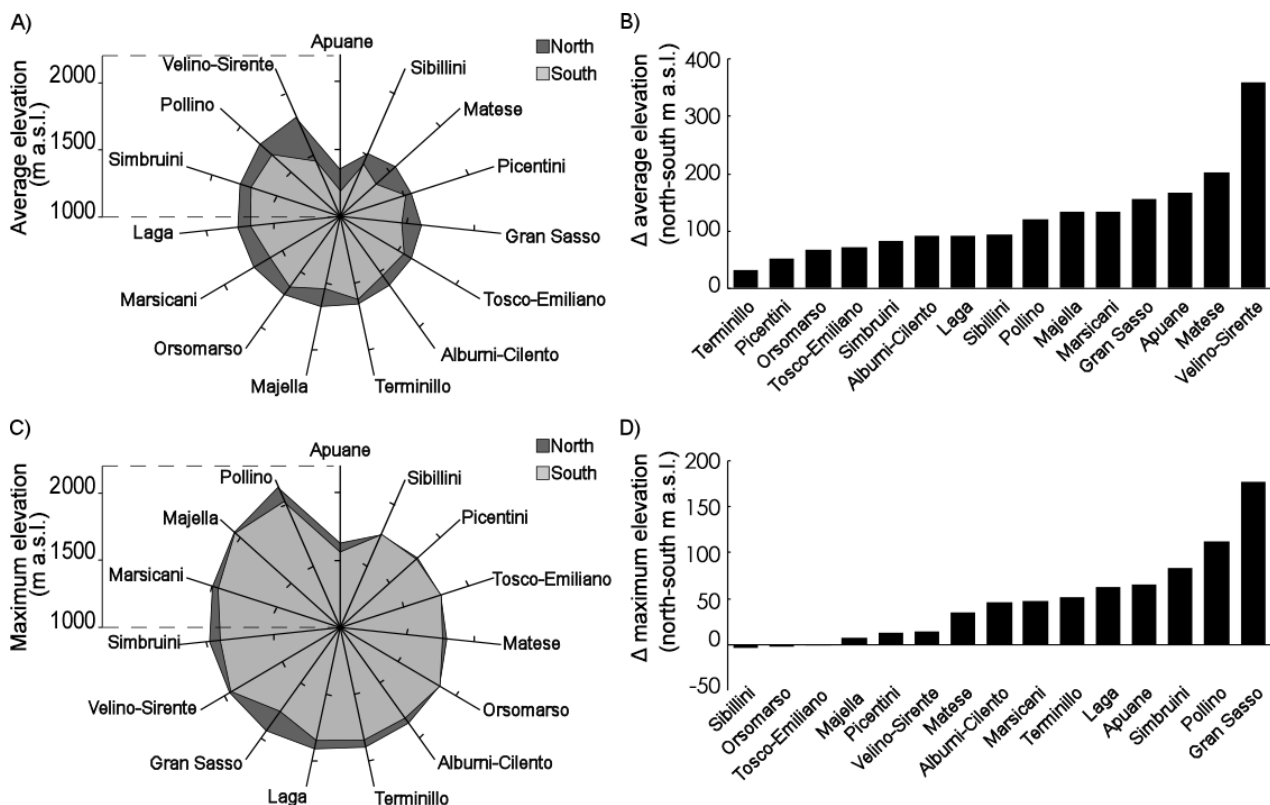 A)
Apuane
North
South
Velino-Sirente
Sibillini
Pollino
Matese
Simbruini
Picentini
Laga
Gran Sasso
Marsicani
Tosco-Emiliano
Orsomarso
Alburni-Cilento
Majella
Terminillo
Average elevation
(m a.s.l.)
2000
1500
1000
B)
Δ average elevation
(north-south m a.s.l.)
400
300
200
100
0
Terminillo
Picentini
Orsomarso
Tosco-Emiliano
Simbruini
Alburni-Cilento
Laga
Sibillini
Pollino
Majella
Marsicani
Gran Sasso
Apuane
Matese
Velino-Sirente
C)
Apuane
North
South
Pollino
Sibillini
Majella
Picentini
Marsicani
Tosco-Emiliano
Simbruini
Matese
Velino-Sirente
Orsomarso
Gran Sasso
Alburni-Cilento
Laga
Terminillo
Maximum elevation
(m a.s.l.)
2000
1500
1000
D)
Δ maximum elevation
(north-south m a.s.l.)
200
150
100
50
0
-50
Sibillini
Orsomarso
Tosco-Emiliano
Majella
Picentini
Velino-Sirente
Matese
Alburni-Cilento
Marsicani
Terminillo
Laga
Apuane
Simbruini
Pollino
Gran Sasso